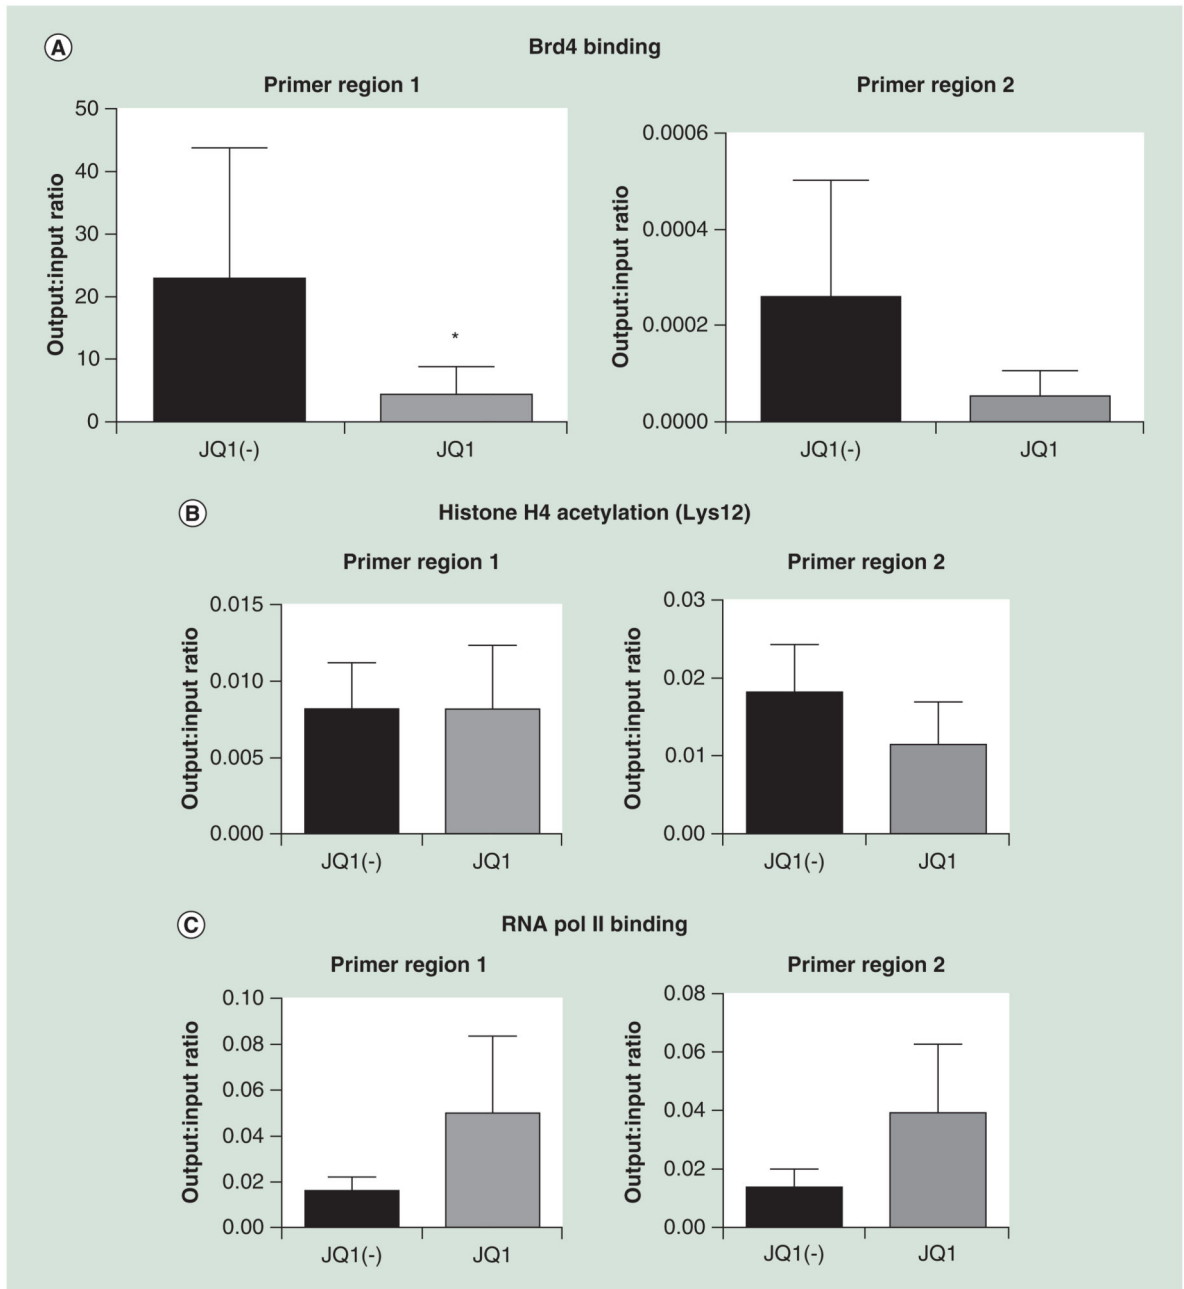 A
Brd4 binding
Primer region 1
Output:input ratio
50
40
30
20
10
0
*
JQ1(-)
JQ1
Primer region 2
Output:input ratio
0.0006
0.0004
0.0002
0.0000
JQ1(-)
JQ1
B
Histone H4 acetylation (Lys12)
Primer region 1
Output:input ratio
0.015
0.010
0.005
0.000
JQ1(-)
JQ1
Primer region 2
Output:input ratio
0.03
0.02
0.01
0.00
JQ1(-)
JQ1
C
RNA pol II binding
Primer region 1
Output:input ratio
0.10
0.08
0.06
0.04
0.02
0.00
JQ1(-)
JQ1
Primer region 2
Output:input ratio
0.08
0.06
0.04
0.02
0.00
JQ1(-)
JQ1